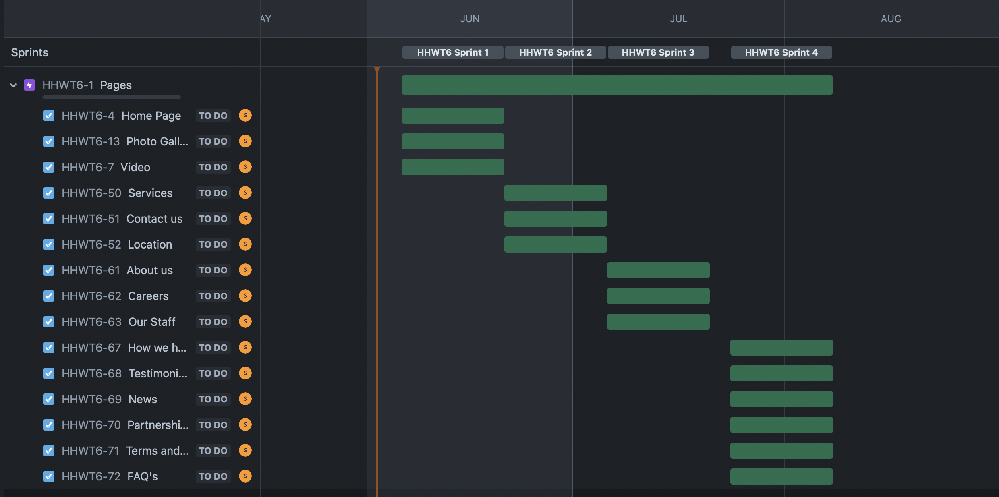 AY JUN JUL AUG
Sprints HHWT6 Sprint 1 HHWT6 Sprint 2 HHWT6 Sprint 3 HHWT6 Sprint 4
HHWT6-1 Pages
HHWT6-4 Home Page TO DO S
HHWT6-13 Photo Gall... TO DO S
HHWT6-7 Video TO DO S
HHWT6-50 Services TO DO S
HHWT6-51 Contact us TO DO S
HHWT6-52 Location TO DO S
HHWT6-61 About us TO DO S
HHWT6-62 Careers TO DO S
HHWT6-63 Our Staff TO DO S
HHWT6-67 How we h... TO DO S
HHWT6-68 Testimoni... TO DO S
HHWT6-69 News TO DO S
HHWT6-70 Partnershi... TO DO S
HHWT6-71 Terms and... TO DO S
HHWT6-72 FAQ's TO DO S